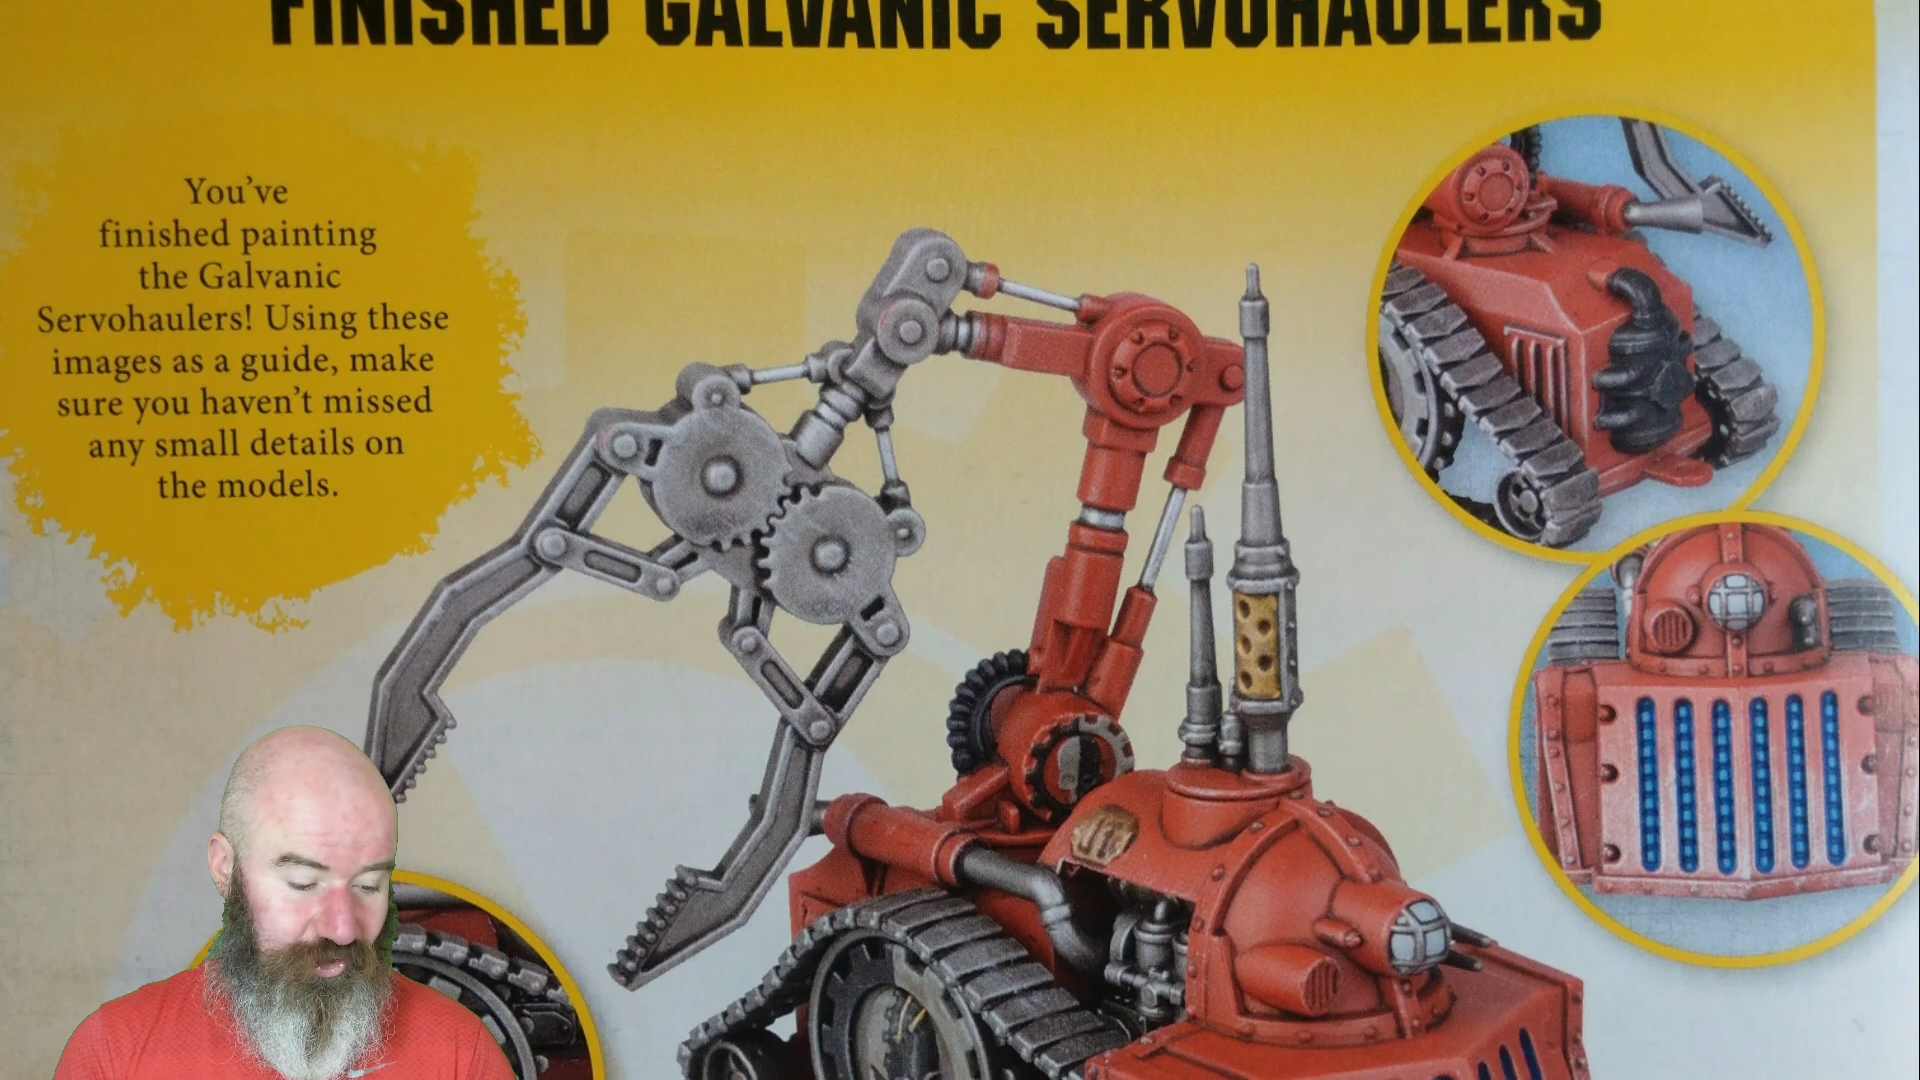 FINISHED GALVANIC SERVOHAULERS
You've
finished painting
the Galvanic
Servohaulers! Using these
images as a guide, make
sure you haven't missed
any small details on
the models.